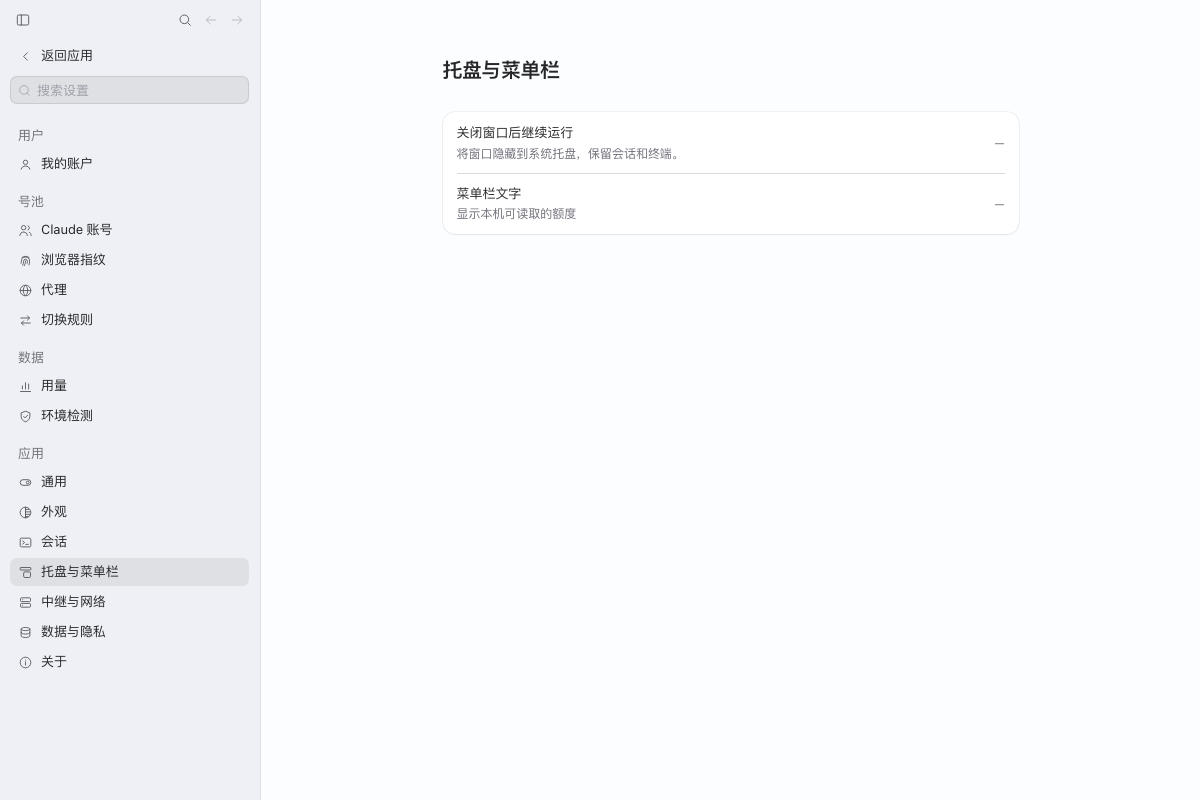 返回应用
搜索设置
用户
我的账户
号池
Claude 账号
浏览器指纹
代理
切换规则
数据
用量
环境检测
应用
通用
外观
会话
托盘与菜单栏
中继与网络
数据与隐私
关于
托盘与菜单栏
关闭窗口后继续运行
将窗口隐藏到系统托盘，保留会话和终端。
—
菜单栏文字
显示本机可读取的额度
—